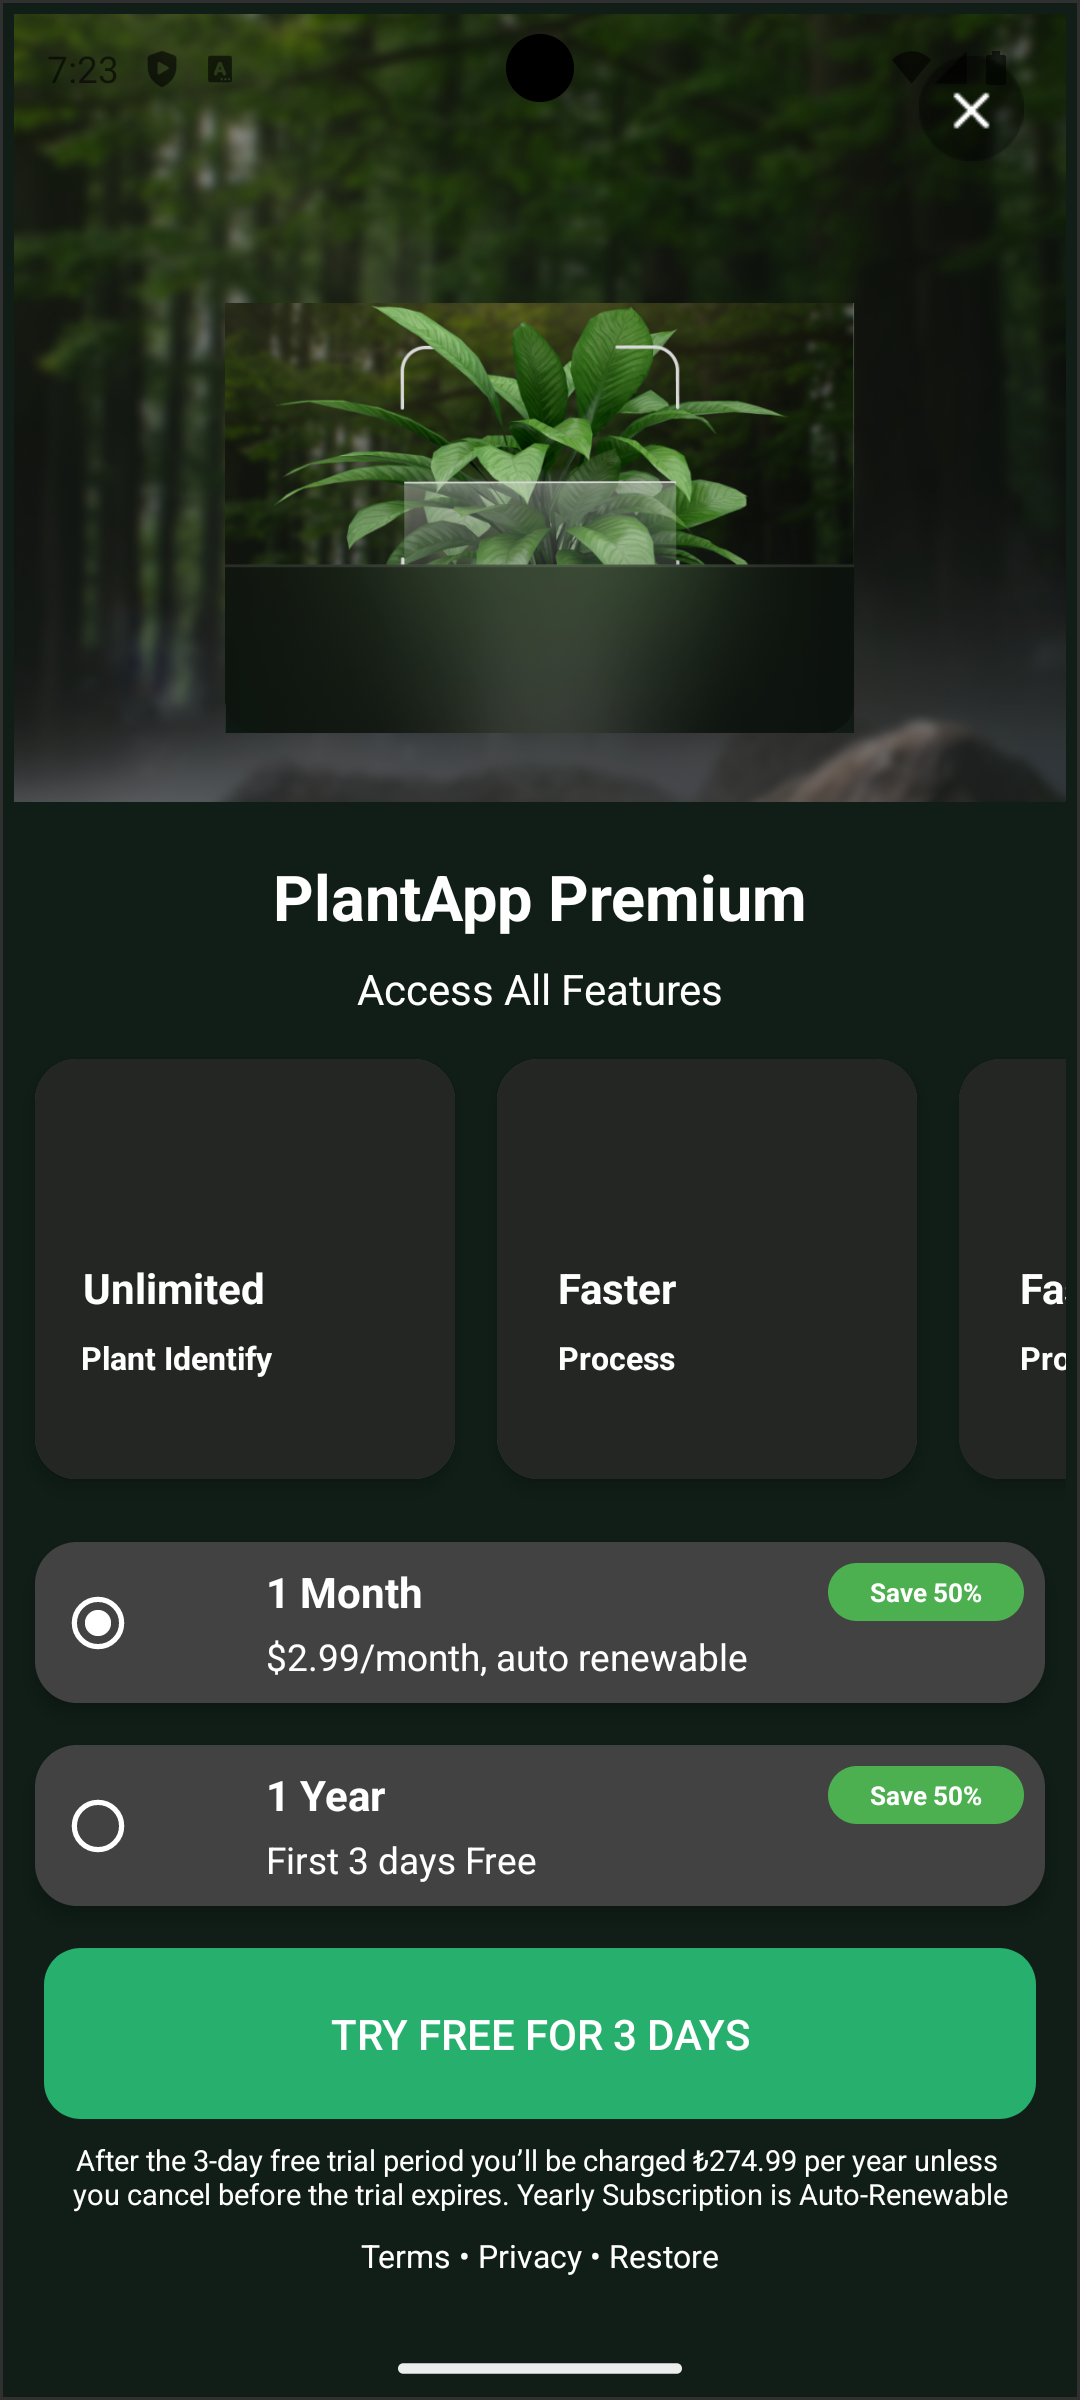 7:23
A
PlantApp Premium
Access All Features
Unlimited
Plant Identify
Faster
Process
Fas
Pro
1 Month
$2.99/month, auto renewable
Save 50%
1 Year
First 3 days Free
Save 50%
TRY FREE FOR 3 DAYS
After the 3-day free trial period you’ll be charged ₺274.99 per year unless
you cancel before the trial expires. Yearly Subscription is Auto-Renewable
Terms • Privacy • Restore